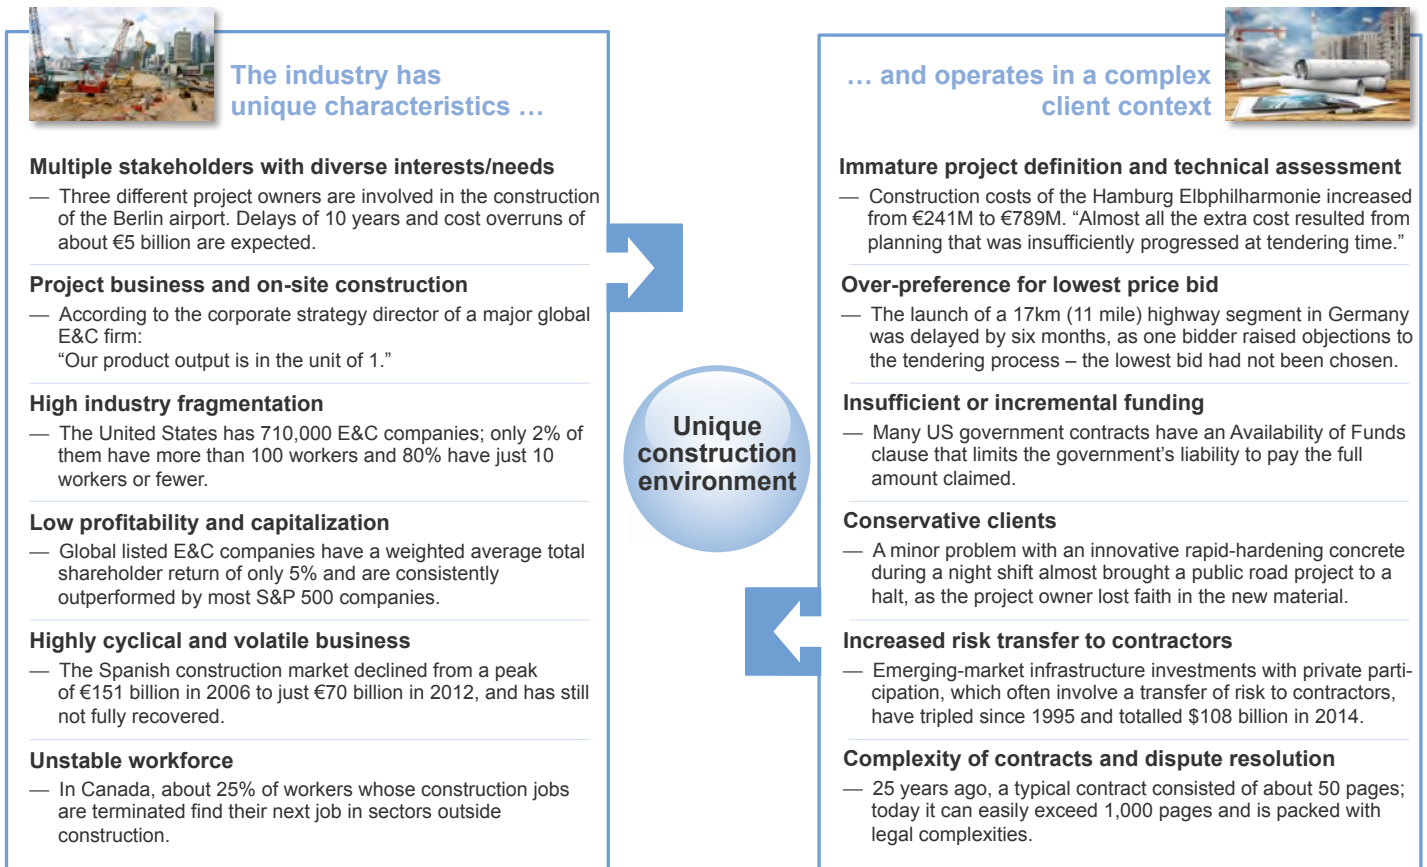 The industry has
unique characteristics …
Multiple stakeholders with diverse interests/needs
— Three different project owners are involved in the construction
of the Berlin airport. Delays of 10 years and cost overruns of
about €5 billion are expected.
Project business and on-site construction
— According to the corporate strategy director of a major global
E&C firm:
“Our product output is in the unit of 1.”
High industry fragmentation
— The United States has 710,000 E&C companies; only 2% of
them have more than 100 workers and 80% have just 10
workers or fewer.
Low profitability and capitalization
— Global listed E&C companies have a weighted average total
shareholder return of only 5% and are consistently
outperformed by most S&P 500 companies.
Highly cyclical and volatile business
— The Spanish construction market declined from a peak
of €151 billion in 2006 to just €70 billion in 2012, and has still
not fully recovered.
Unstable workforce
— In Canada, about 25% of workers whose construction jobs
are terminated find their next job in sectors outside
construction.
Unique
construction
environment
… and operates in a complex
client context
Immature project definition and technical assessment
— Construction costs of the Hamburg Elbphilharmonie increased
from €241M to €789M. “Almost all the extra cost resulted from
planning that was insufficiently progressed at tendering time.”
Over-preference for lowest price bid
— The launch of a 17km (11 mile) highway segment in Germany
was delayed by six months, as one bidder raised objections to
the tendering process – the lowest bid had not been chosen.
Insufficient or incremental funding
— Many US government contracts have an Availability of Funds
clause that limits the government’s liability to pay the full
amount claimed.
Conservative clients
— A minor problem with an innovative rapid-hardening concrete
during a night shift almost brought a public road project to a
halt, as the project owner lost faith in the new material.
Increased risk transfer to contractors
— Emerging-market infrastructure investments with private parti-
cipation, which often involve a transfer of risk to contractors,
have tripled since 1995 and totalled $108 billion in 2014.
Complexity of contracts and dispute resolution
— 25 years ago, a typical contract consisted of about 50 pages;
today it can easily exceed 1,000 pages and is packed with
legal complexities.